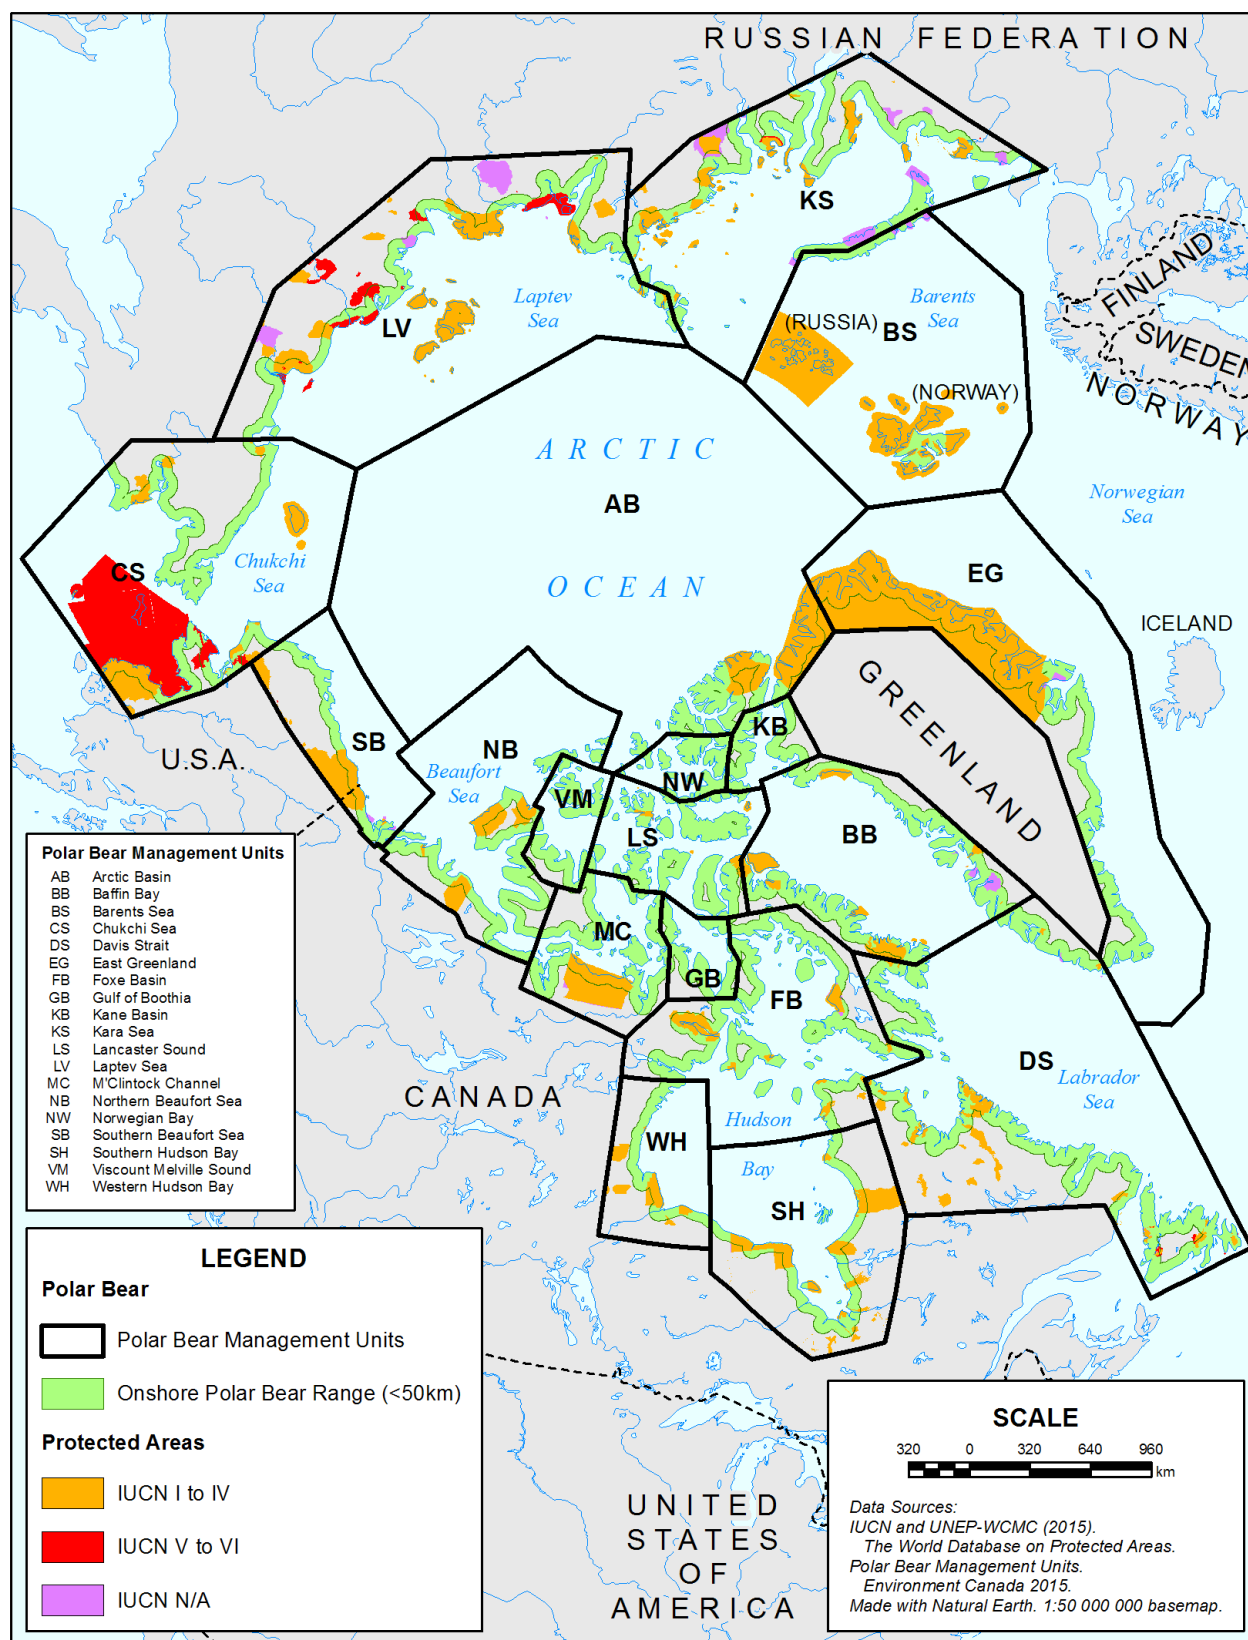 RUSSIAN FEDERATION
KS
FINLAND
SWEDEN
NORWAY
Laptev
Sea
LV
Barents
Sea
(RUSSIA)
BS
(NORWAY)
ARCTIC
AB
OCEAN
Norwegian
Sea
CS
Chukchi
Sea
EG
ICELAND
GREENLAND
U.S.A.
SB
NB
Beaufort
Sea
KB
NW
VM
LS
BB
MC
GB
FB
DS
Labrador
Sea
CANADA
Hudson
Bay
WH
SH
Polar Bear Management Units
AB Arctic Basin
BB Baffin Bay
BS Barents Sea
CS Chukchi Sea
DS Davis Strait
EG East Greenland
FB Foxe Basin
GB Gulf of Boothia
KB Kane Basin
KS Kara Sea
LS Lancaster Sound
LV Laptev Sea
MC M'Clintock Channel
NB Northern Beaufort Sea
NW Norwegian Bay
SB Southern Beaufort Sea
SH Southern Hudson Bay
VM Viscount Melville Sound
WH Western Hudson Bay
LEGEND
Polar Bear
Polar Bear Management Units
Onshore Polar Bear Range (<50km)
Protected Areas
IUCN I to IV
IUCN V to VI
IUCN N/A
UNITED
STATES
OF
AMERICA
SCALE
320 0 320 640 960
km
Data Sources:
IUCN and UNEP-WCMC (2015).
The World Database on Protected Areas.
Polar Bear Management Units.
Environment Canada 2015.
Made with Natural Earth. 1:50 000 000 basemap.